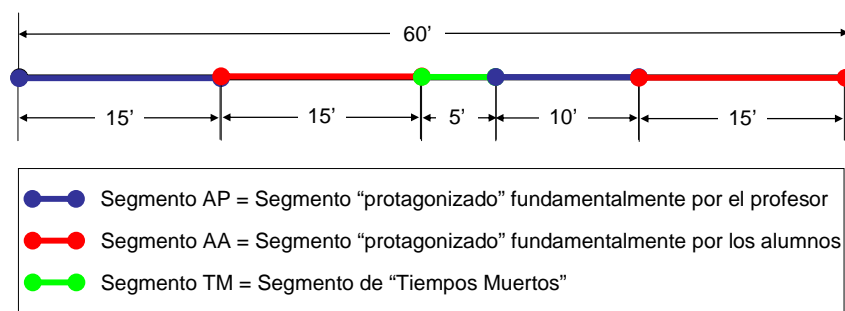 60’
15’ 15’ 5’ 10’ 15’
Segmento AP = Segmento “protagonizado” fundamentalmente por el profesor
Segmento AA = Segmento “protagonizado” fundamentalmente por los alumnos
Segmento TM = Segmento de “Tiempos Muertos”